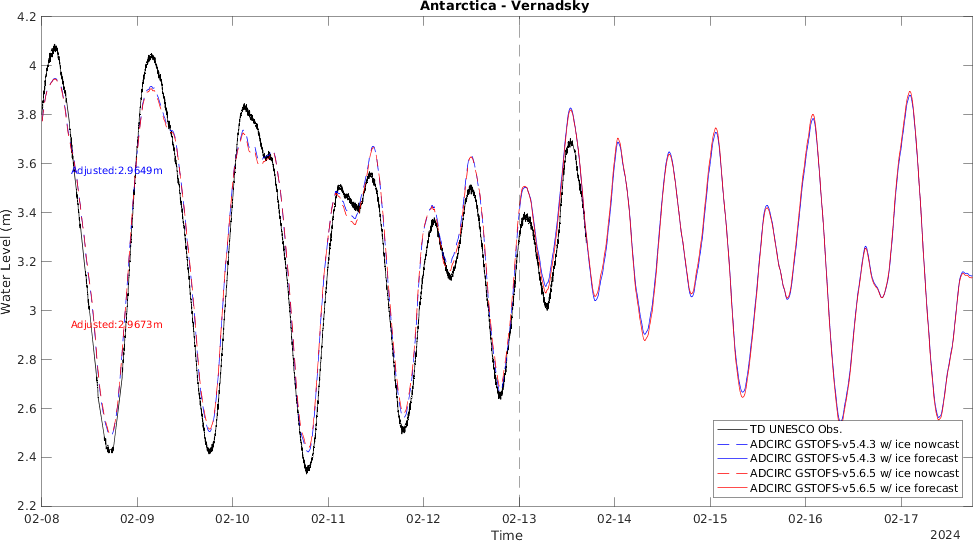 Antarctica - Vernadsky
4.2
4
3.8
3.6
3.4
3.2
3
2.8
2.6
2.4
2.2
Water Level (m)
Adjusted:2.9649m
Adjusted:2.9673m
TD UNESCO Obs.
ADCIRC GSTOFS-v5.4.3 w/ ice nowcast
ADCIRC GSTOFS-v5.4.3 w/ ice forecast
ADCIRC GSTOFS-v5.6.5 w/ ice nowcast
ADCIRC GSTOFS-v5.6.5 w/ ice forecast
02-08 02-09 02-10 02-11 02-12 02-13 02-14 02-15 02-16 02-17
Time
2024